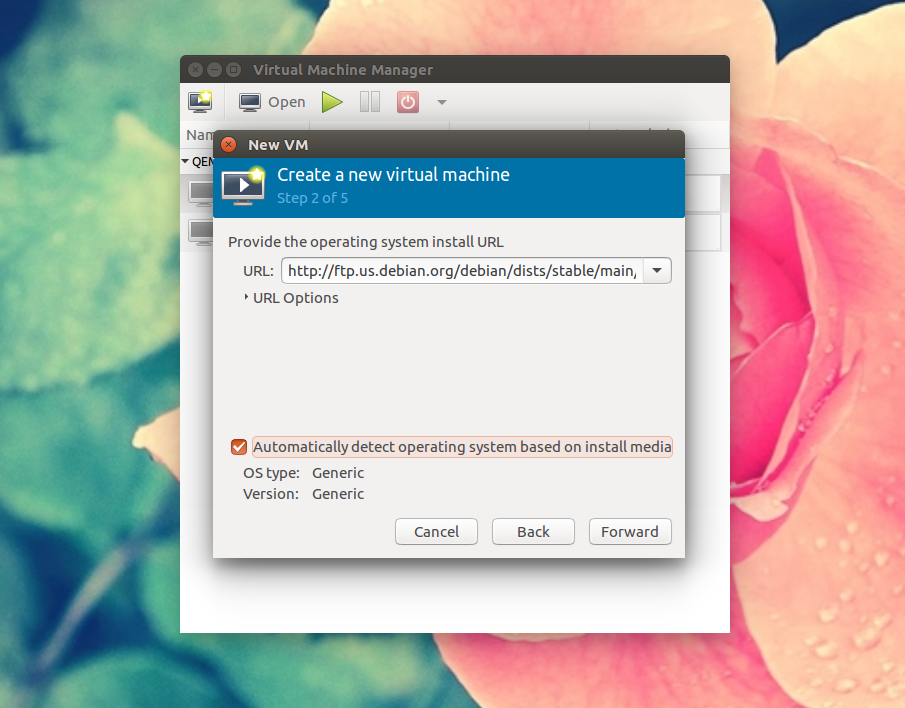 Virtual Machine Manager
Open
New VM
Create a new virtual machine
Step 2 of 5
Provide the operating system install URL
URL: http://ftp.us.debian.org/debian/dists/stable/main/
URL Options
Automatically detect operating system based on install media
OS type: Generic
Version: Generic
Cancel Back Forward